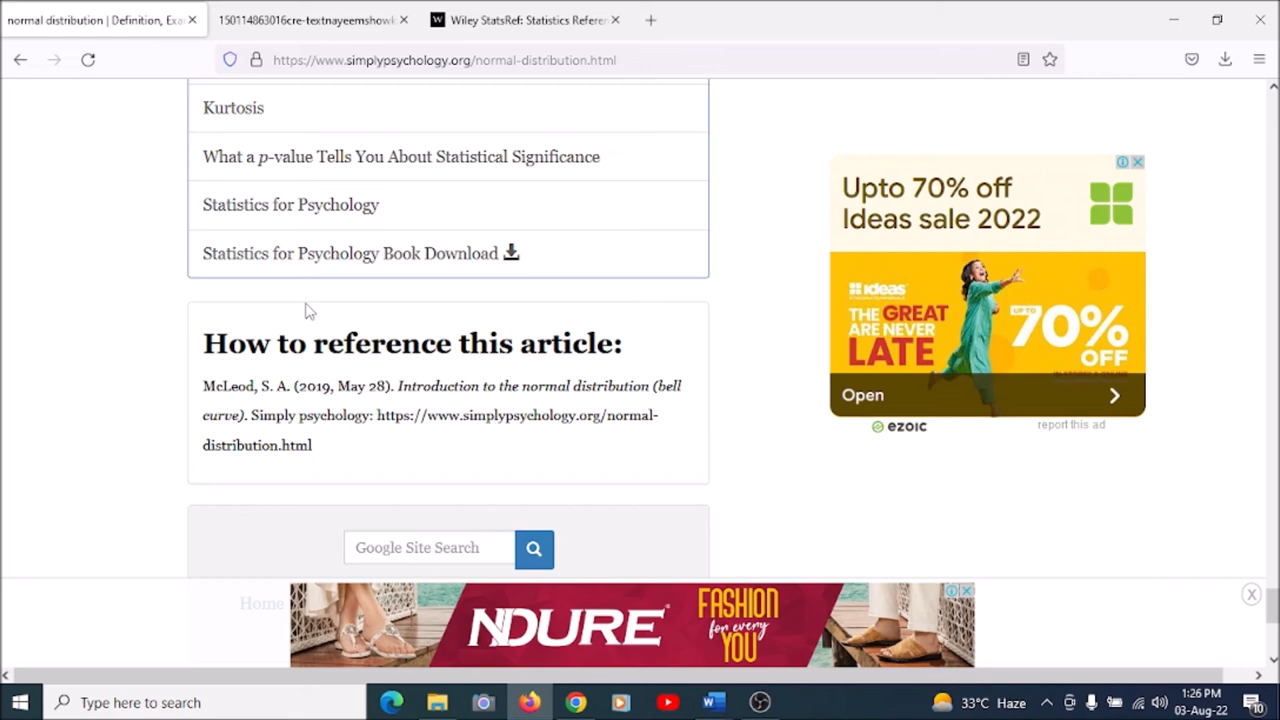 normal distribution | Definition, Exa
150114863016cre-textnayeemshowk
W Wiley StatsRef: Statistics Referen
https://www.simplypsychology.org/normal-distribution.html
Kurtosis
What a p-value Tells You About Statistical Significance
Statistics for Psychology
Statistics for Psychology Book Download
How to reference this article:
McLeod, S. A. (2019, May 28). Introduction to the normal distribution (bell
curve). Simply psychology: https://www.simplypsychology.org/normal-
distribution.html
Google Site Search
Home
Upto 70% off
Ideas sale 2022
ideas
THE GREAT
ARE NEVER
LATE
UP TO
70%
OFF
Open
ezoic
report this ad
NDURE
FASHION
for every
YOU
Type here to search
33°C Haze
1:26 PM
03-Aug-22
10